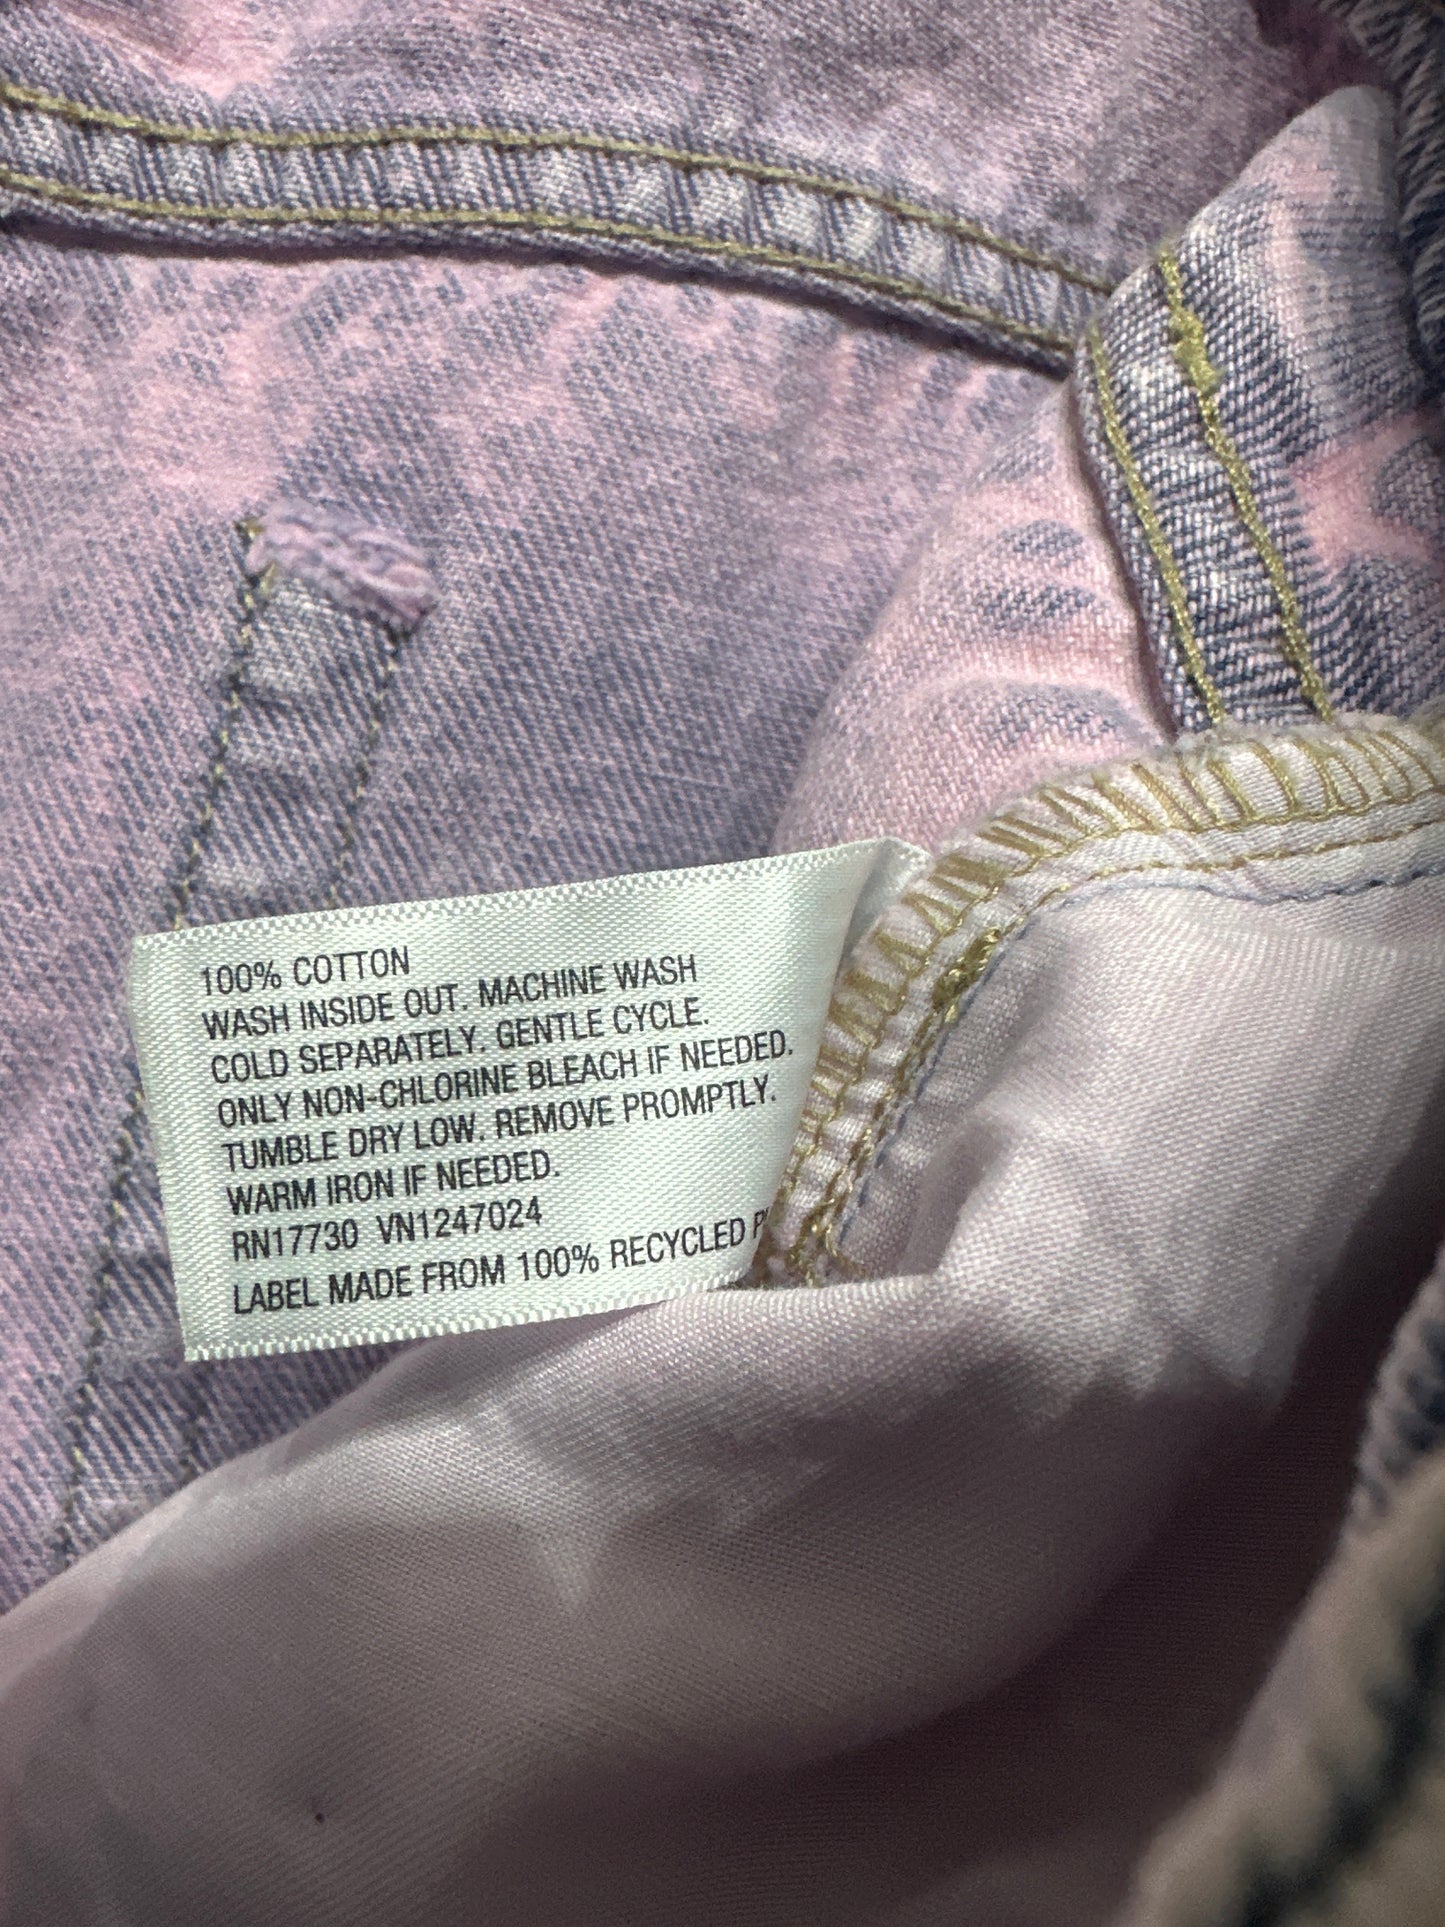 100% COTTON
WASH INSIDE OUT. MACHINE WASH
COLD SEPARATELY. GENTLE CYCLE.
ONLY NON-CHLORINE BLEACH IF NEEDED.
TUMBLE DRY LOW. REMOVE PROMPTLY.
WARM IRON IF NEEDED.
RN17730 VN1247024
LABEL MADE FROM 100% RECYCLED